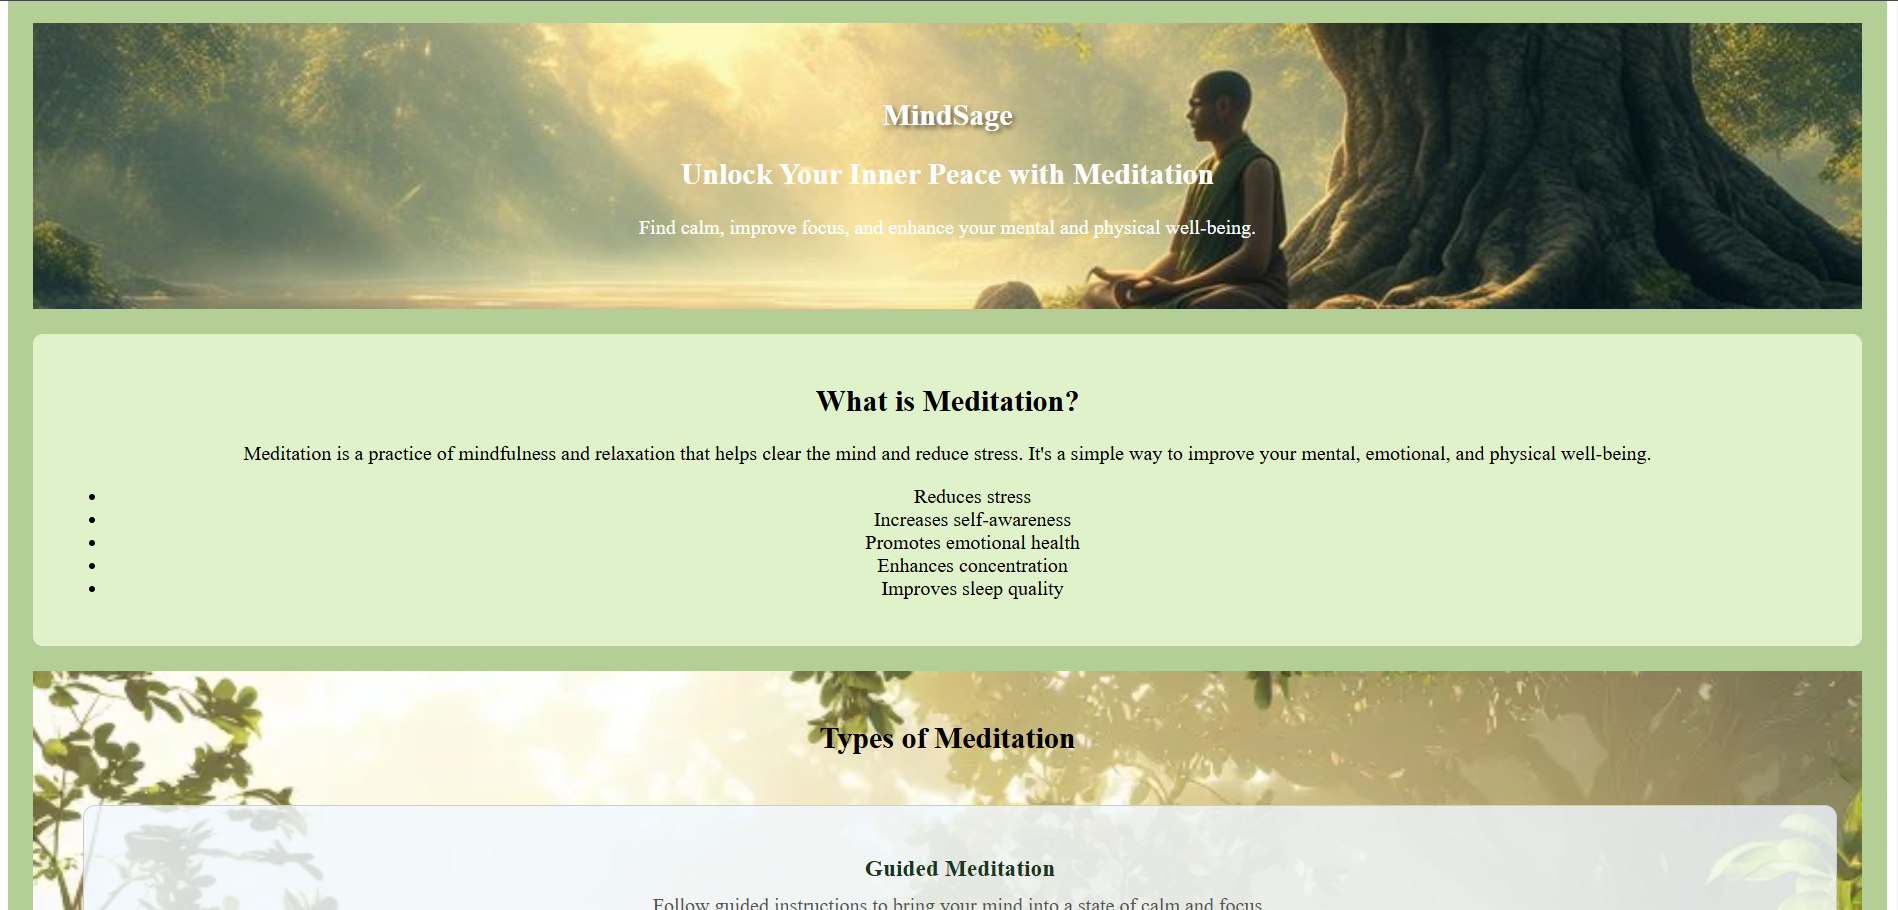 MindSage
Unlock Your Inner Peace with Meditation
Find calm, improve focus, and enhance your mental and physical well-being.
What is Meditation?
Meditation is a practice of mindfulness and relaxation that helps clear the mind and reduce stress. It's a simple way to improve your mental, emotional, and physical well-being.
• Reduces stress
• Increases self-awareness
• Promotes emotional health
• Enhances concentration
• Improves sleep quality
Types of Meditation
Guided Meditation
Follow guided instructions to bring your mind into a state of calm and focus